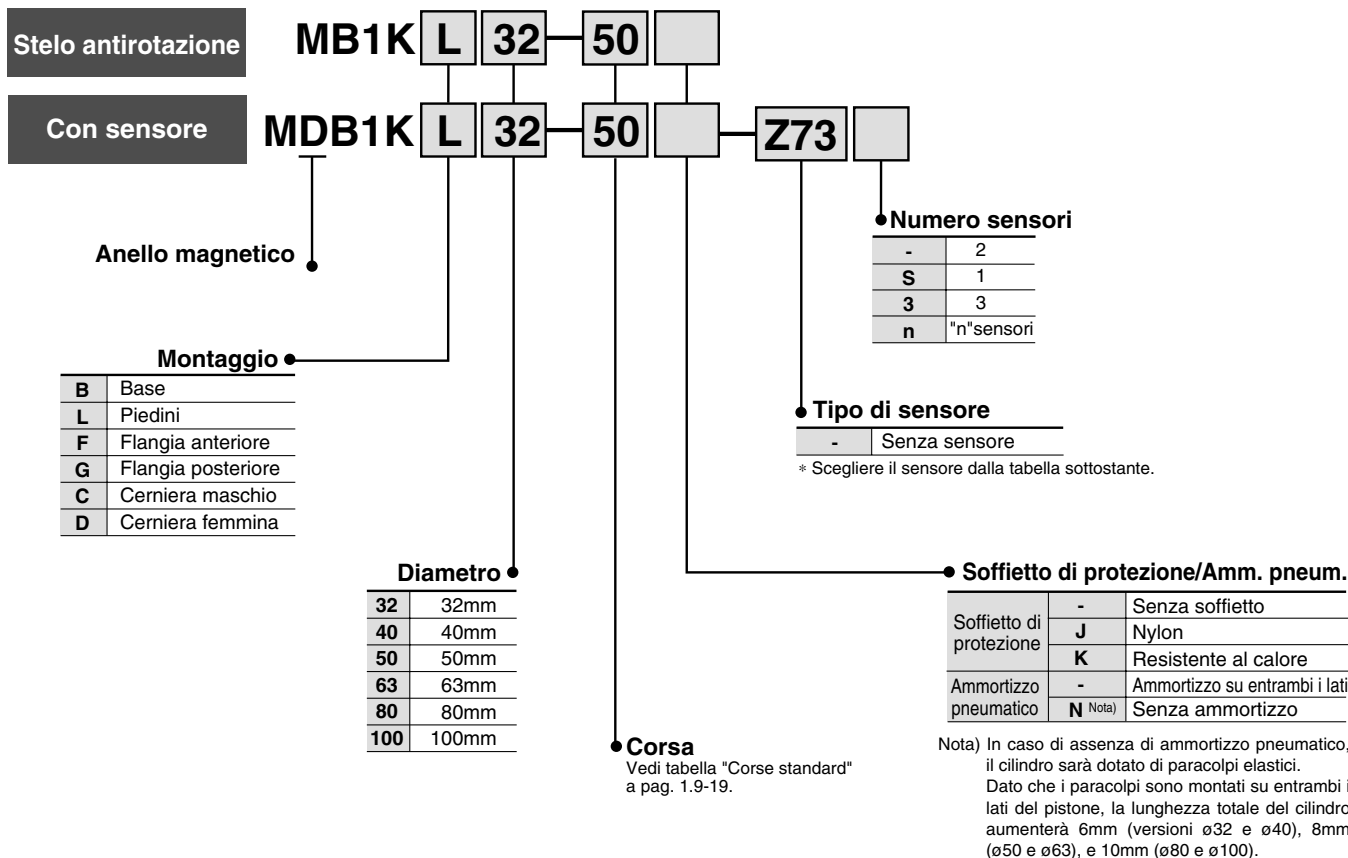 Stelo antirotazione
MB1K L 32 — 50
Con sensore
MDB1K L 32 — 50 — Z73
Anello magnetico
Numero sensori
- 2
S 1
3 3
n "n"sensori
Montaggio
B Base
L Piedini
F Flangia anteriore
G Flangia posteriore
C Cerniera maschio
D Cerniera femmina
Tipo di sensore
- Senza sensore
* Scegliere il sensore dalla tabella sottostante.
Diametro
32 32mm
40 40mm
50 50mm
63 63mm
80 80mm
100 100mm
Corsa
Vedi tabella "Corse standard"
a pag. 1.9-19.
Soffietto di protezione/Amm. pneum.
Soffietto di protezione
- Senza soffietto
J Nylon
K Resistente al calore
Ammortizzo pneumatico
- Ammortizzo su entrambi i lati
N Nota) Senza ammortizzo
Nota) In caso di assenza di ammortizzo pneumatico,
il cilindro sarà dotato di paracolpi elastici.
Dato che i paracolpi sono montati su entrambi i
lati del pistone, la lunghezza totale del cilindro
aumenterà 6mm (versioni ø32 e ø40), 8mm
(ø50 e ø63), e 10mm (ø80 e ø100).